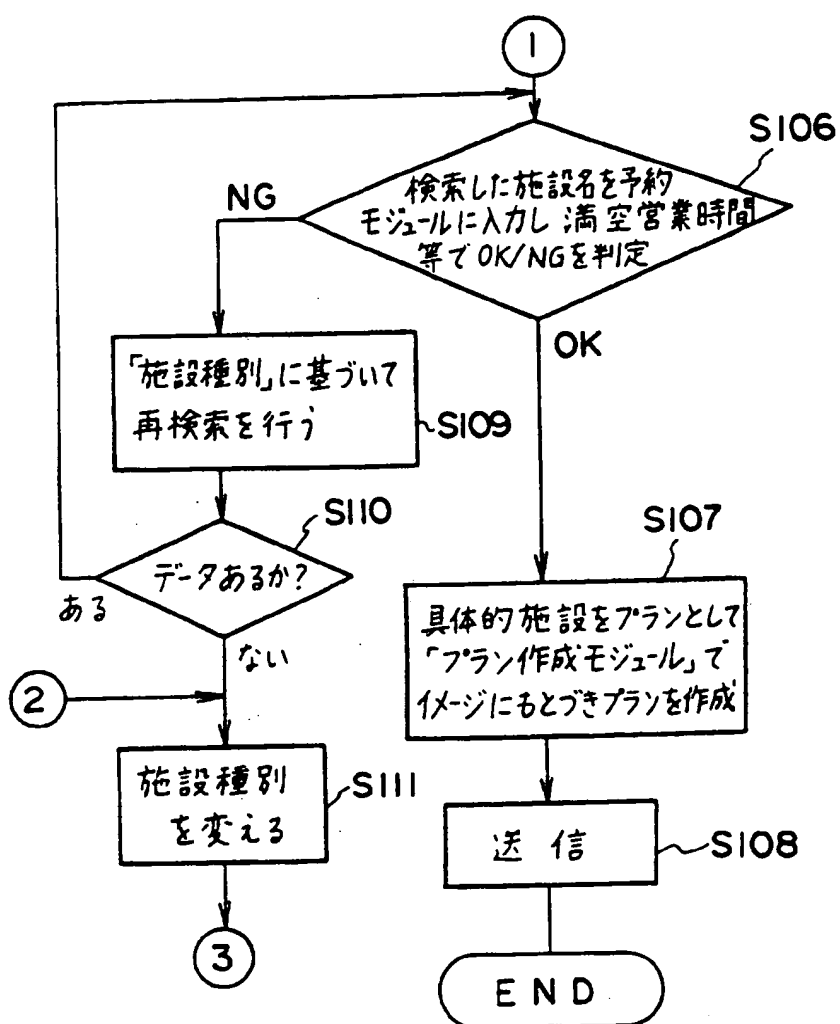 1
S106
検索した施設名を予約
モジュールに入力し 満空営業時間
等でOK/NGを判定
NG
OK
「施設種別」に基づいて
再検索を行う
S109
S110
データあるか?
ある
ない
2
施設種別
を変える
S111
3
S107
具体的施設をプランとして
「プラン作成モジュール」で
イメージにもとづきプランを作成
送信
S108
END